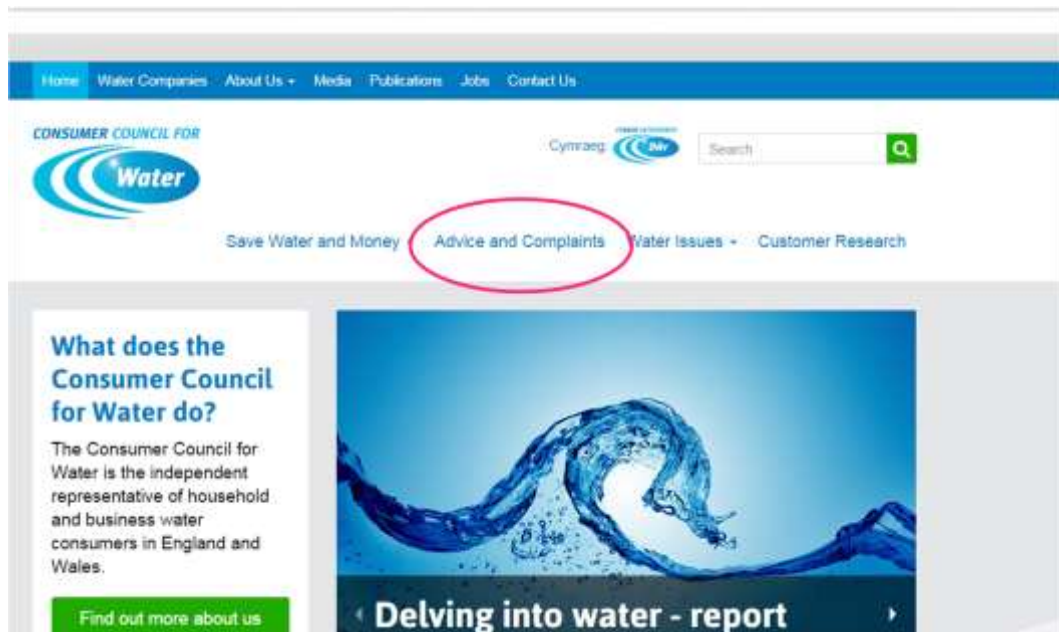 Home Water Companies About Us Media Publications Jobs Contact Us
CONSUMER COUNCIL FOR
Water
Cymraeg
Search
Save Water and Money Advice and Complaints Water Issues Customer Research
What does the
Consumer Council
for Water do?
The Consumer Council for
Water is the independent
representative of household
and business water
consumers in England and
Wales.
Find out more about us
Delving into water - report